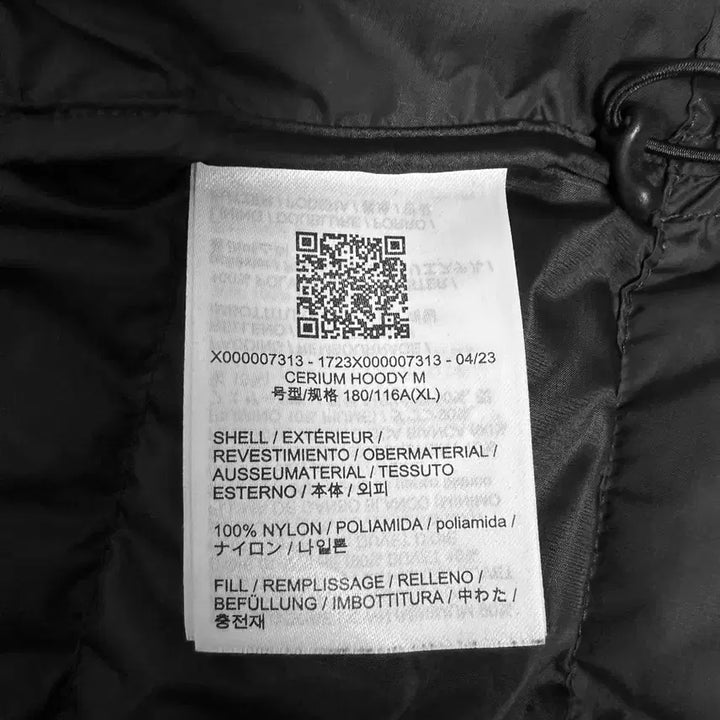 X000007313 - 1723X000007313 - 04/23
CERIUM HOODY M
号型/规格 180/116A(XL)
SHELL / EXTÉRIEUR /
REVESTIMIENTO / OBERMATERIAL /
AUSSEUMATERIAL / TESSUTO
ESTERNO / 本体 / 외피
100% NYLON / POLIAMIDA / poliamida /
ナイロン / 나일론
FILL / REMPLISSAGE / RELLENO /
BEFÜLLUNG / IMBOTTITURA / 中わた /
충전재